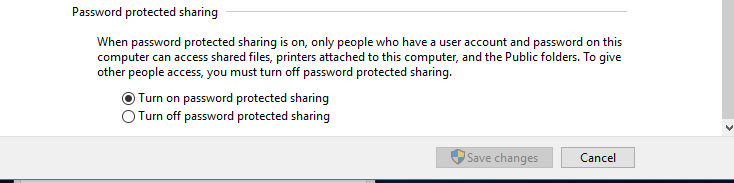 Password protected sharing
When password protected sharing is on, only people who have a user account and password on this
computer can access shared files, printers attached to this computer, and the Public folders. To give
other people access, you must turn off password protected sharing.
Turn on password protected sharing
Turn off password protected sharing
Save changes
Cancel